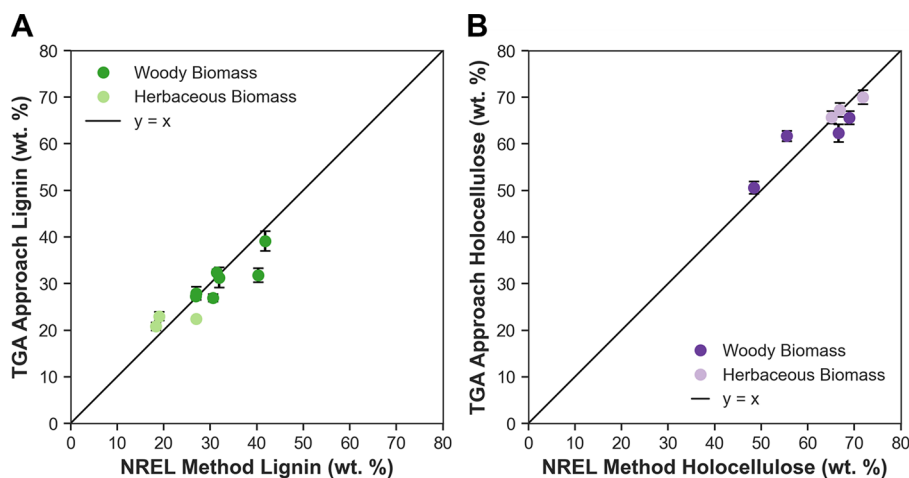 A
80
70
60
50
40
30
20
10
0
TGA Approach Lignin (wt. %)
Woody Biomass
Herbaceous Biomass
y = x
0 10 20 30 40 50 60 70 80
NREL Method Lignin (wt. %)
B
80
70
60
50
40
30
20
10
0
TGA Approach Holocellulose (wt. %)
Woody Biomass
Herbaceous Biomass
y = x
0 10 20 30 40 50 60 70 80
NREL Method Holocellulose (wt. %)